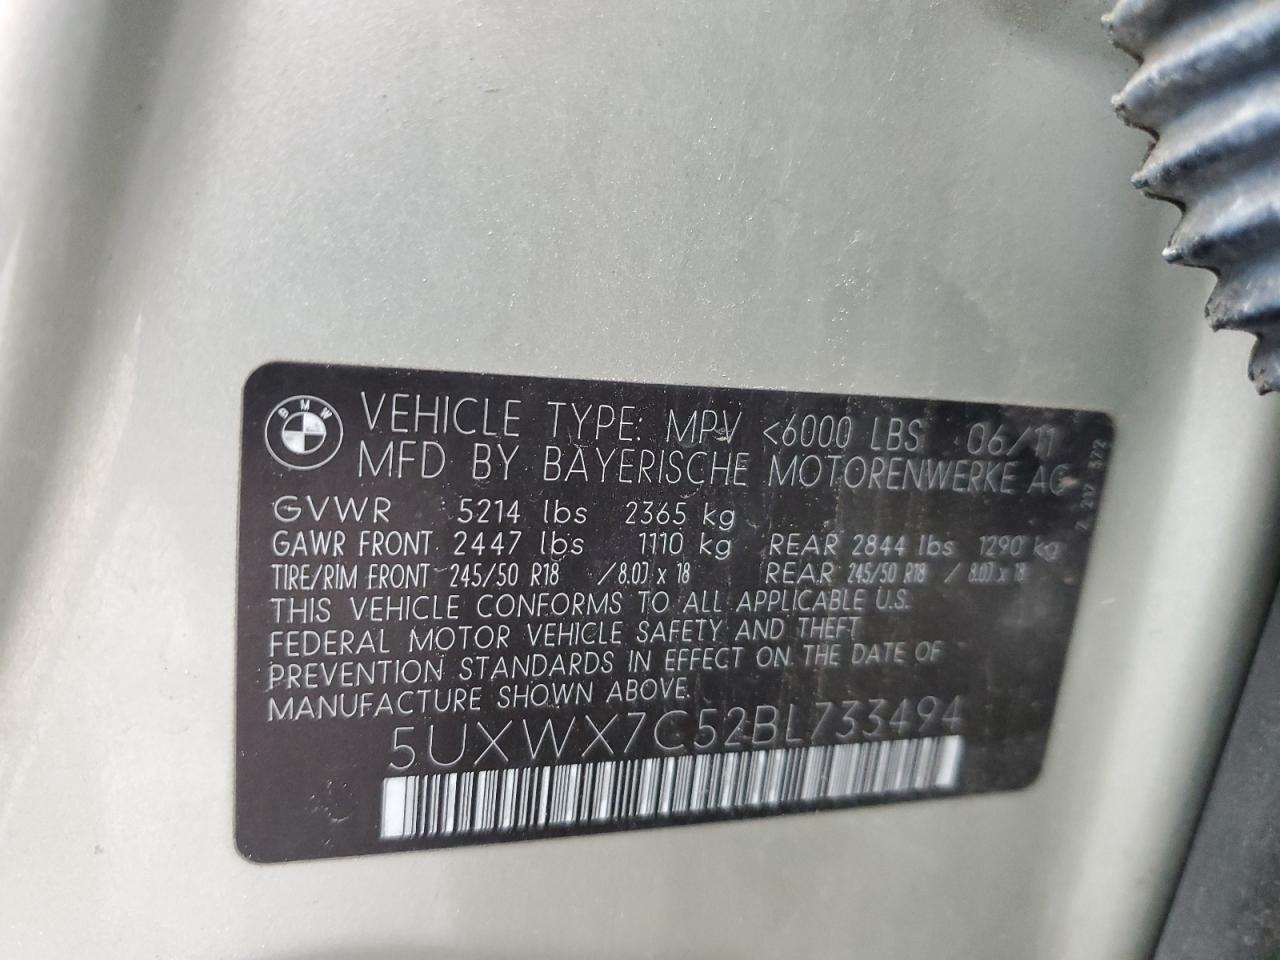 BMW
VEHICLE TYPE: MPV <6000 LBS 06/11
MFD BY BAYERISCHE MOTORENWERKE AG
GVWR 5214 lbs 2365 kg
GAWR FRONT 2447 lbs 1110 kg REAR 2844 lbs 1290 kg
TIRE/RIM FRONT 245/50 R18 /8.0J x 18 REAR 245/50 R18 / 8.0J x 18
THIS VEHICLE CONFORMS TO ALL APPLICABLE U.S.
FEDERAL MOTOR VEHICLE SAFETY AND THEFT
PREVENTION STANDARDS IN EFFECT ON THE DATE OF
MANUFACTURE SHOWN ABOVE.
5UXWX7C52BL733494